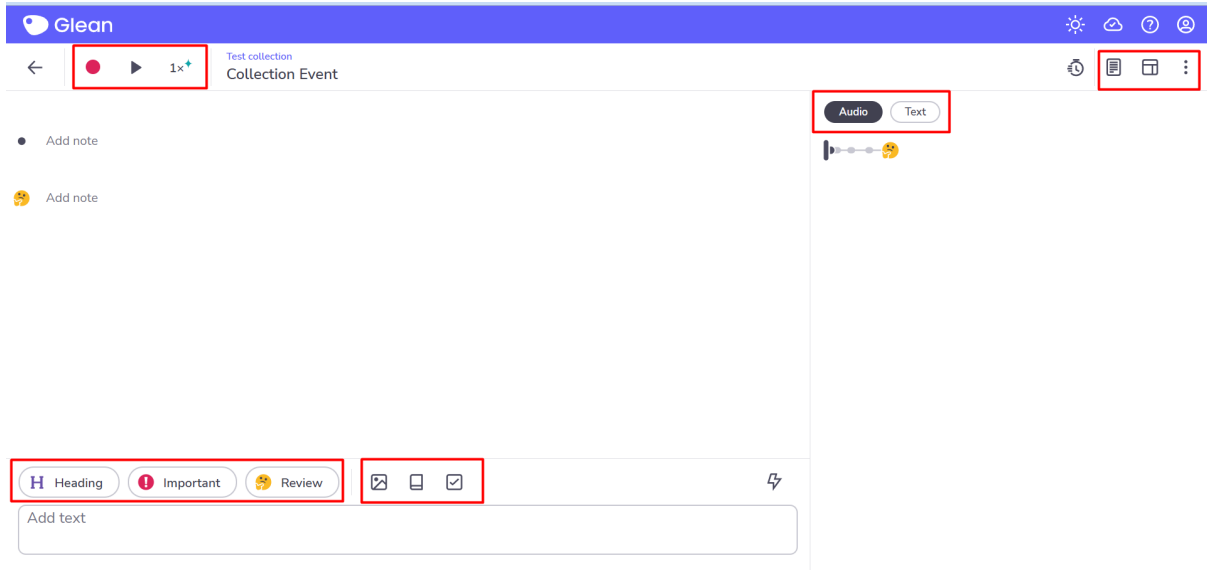 Glean
1×
Test collection
Collection Event
Audio Text
Add note
Add note
H Heading Important Review
Add text